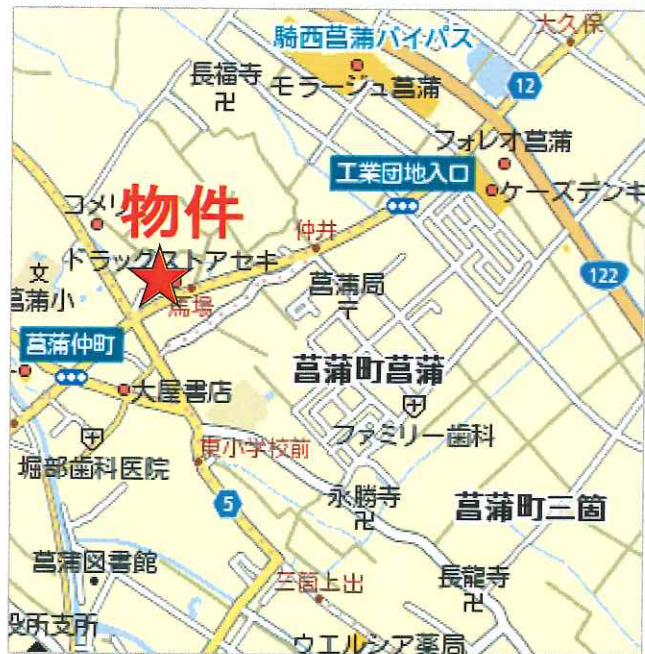 大久保
騎西菖蒲バイパス
長福寺
モラージュ菖蒲
12
フォレオ菖蒲
工業団地入口
ケーズデンキ
コメリ
物件
仲井
ドラッグストアセキ
122
菖蒲局
馬場
文
菖蒲小
菖蒲仲町
菖蒲町菖蒲
大屋書店
ファミリー歯科
東小学校前
堀部歯科医院
永勝寺
5
菖蒲町三箇
菖蒲図書館
長龍寺
三箇上出
役所支所
ウエルシア薬局